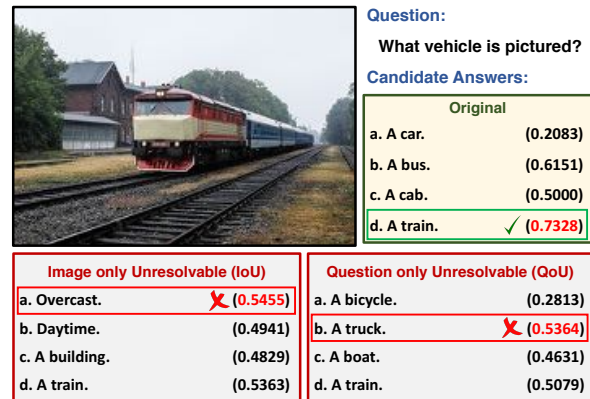 Question:
What vehicle is pictured?
Candidate Answers:
Original
a. A car. (0.2083)
b. A bus. (0.6151)
c. A cab. (0.5000)
d. A train. ✓ (0.7328)
Image only Unresolvable (IoU)
a. Overcast. ✗ (0.5455)
b. Daytime. (0.4941)
c. A building. (0.4829)
d. A train. (0.5363)
Question only Unresolvable (QoU)
a. A bicycle. (0.2813)
b. A truck. ✗ (0.5364)
c. A boat. (0.4631)
d. A train. (0.5079)